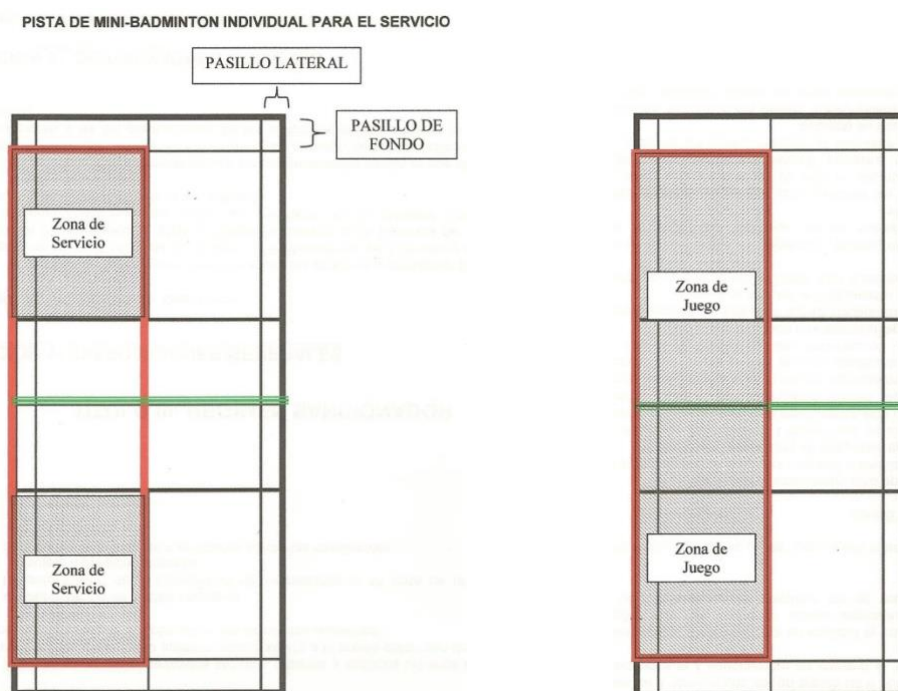 PISTA DE MINI-BADMINTON INDIVIDUAL PARA EL SERVICIO
PASILLO LATERAL
PASILLO DE
FONDO
Zona de
Servicio
Zona de
Servicio
Zona de
Juego
Zona de
Juego